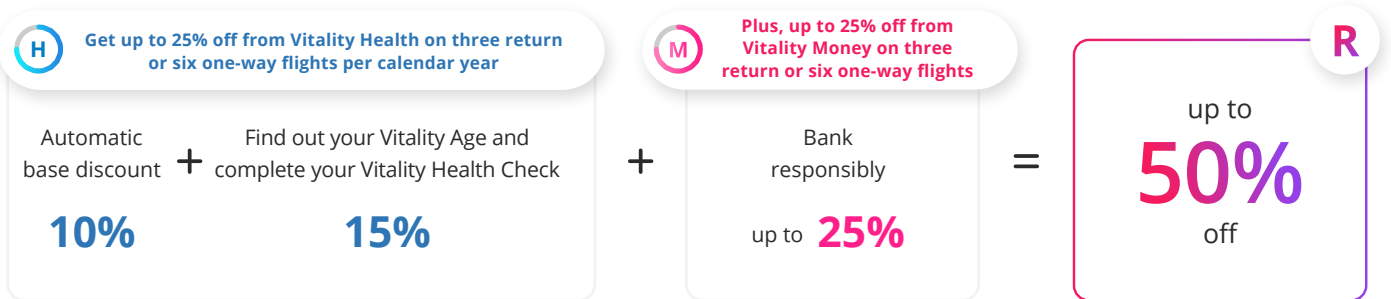 H
Get up to 25% off from Vitality Health on three return
or six one-way flights per calendar year
Automatic
base discount
10%
+
Find out your Vitality Age and
complete your Vitality Health Check
15%
+
M
Plus, up to 25% off from
Vitality Money on three
return or six one-way flights
Bank
responsibly
up to 25%
=
R
up to
50%
off